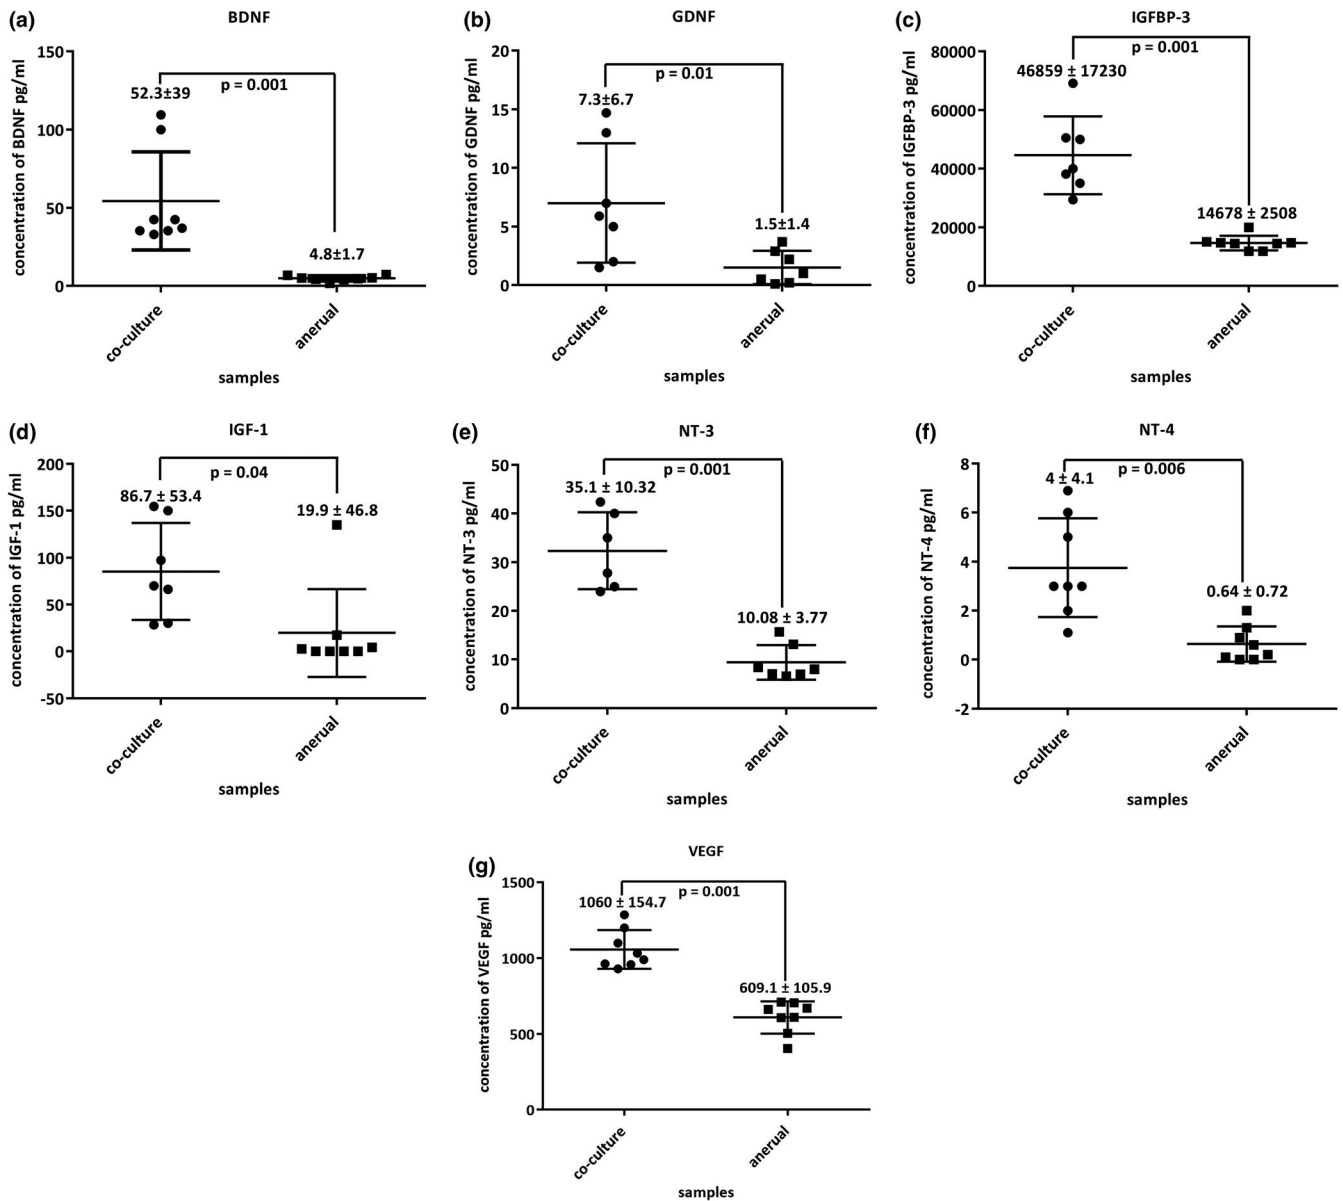 (a)
BDNF
concentration of BDNF pg/ml
150
100
50
0
52.3±39
p = 0.001
4.8±1.7
co-culture
anerual
samples
(b)
GDNF
concentration of GDNF pg/ml
20
15
10
5
0
7.3±6.7
p = 0.01
1.5±1.4
co-culture
anerual
samples
(c)
IGFBP-3
concentration of IGFBP-3 pg/ml
80000
60000
40000
20000
0
46859 ± 17230
p = 0.001
14678 ± 2508
co-culture
anerual
samples
(d)
IGF-1
concentration of IGF-1 pg/ml
200
150
100
50
0
-50
86.7 ± 53.4
p = 0.04
19.9 ± 46.8
co-culture
anerual
samples
(e)
NT-3
concentration of NT-3 pg/ml
50
40
30
20
10
0
35.1 ± 10.32
p = 0.001
10.08 ± 3.77
co-culture
anerual
samples
(f)
NT-4
concentration of NT-4 pg/ml
8
6
4
2
0
-2
4 ± 4.1
p = 0.006
0.64 ± 0.72
co-culture
anerual
samples
(g)
VEGF
concentration of VEGF pg/ml
1500
1000
500
0
1060 ± 154.7
p = 0.001
609.1 ± 105.9
co-culture
anerual
samples